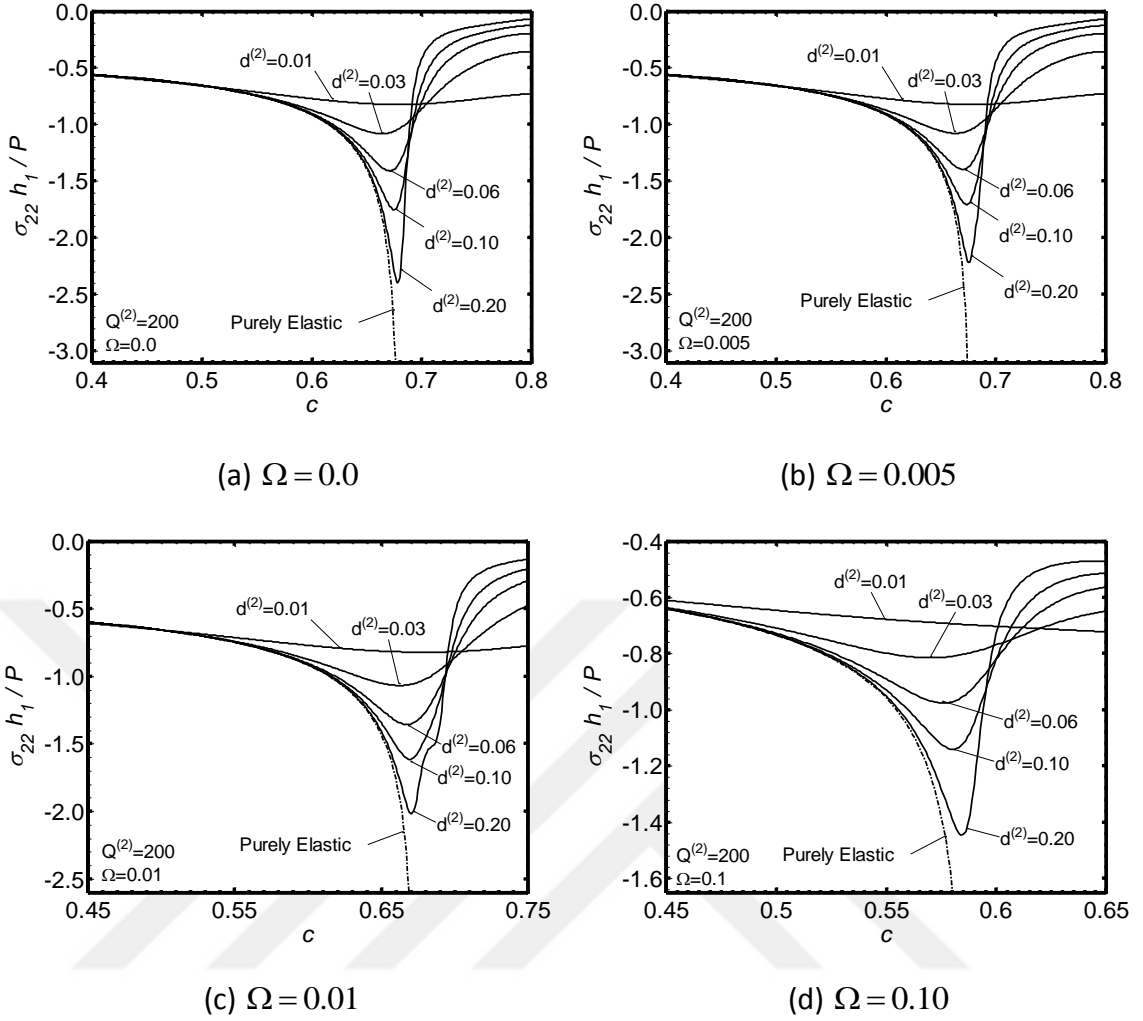 0.0
d(2)=0.01
-0.5
d(2)=0.03
-1.0
-1.5
d(2)=0.06
d(2)=0.10
-2.0
d(2)=0.20
-2.5
Purely Elastic
Q(2)=200
Ω=0.0
-3.0
σ22 h1 / P
0.4 0.5 0.6 0.7 0.8
c
(a) Ω = 0.0
0.0
d(2)=0.01
-0.5
d(2)=0.03
-1.0
-1.5
d(2)=0.06
d(2)=0.10
-2.0
d(2)=0.20
Purely Elastic
-2.5
Q(2)=200
Ω=0.005
-3.0
σ22 h1 / P
0.4 0.5 0.6 0.7 0.8
c
(b) Ω = 0.005
0.0
-0.5
d(2)=0.01
d(2)=0.03
-1.0
-1.5
d(2)=0.06
d(2)=0.10
-2.0
d(2)=0.20
Purely Elastic
Q(2)=200
Ω=0.01
-2.5
σ22 h1 / P
0.45 0.55 0.65 0.75
c
(c) Ω = 0.01
-0.4
d(2)=0.01
-0.6
d(2)=0.03
-0.8
-1.0
d(2)=0.06
d(2)=0.10
-1.2
-1.4
d(2)=0.20
Purely Elastic
Q(2)=200
Ω=0.1
-1.6
σ22 h1 / P
0.45 0.5 0.55 0.6 0.65
c
(d) Ω = 0.10